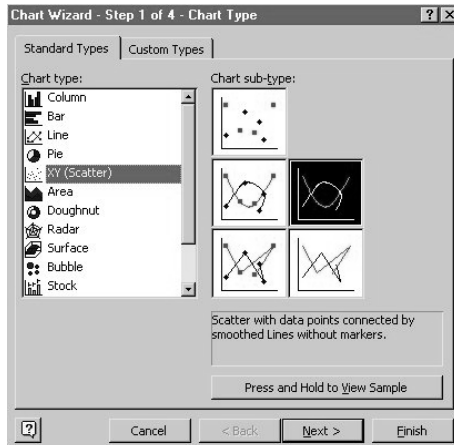 Chart Wizard - Step 1 of 4 - Chart Type
Standard Types
Custom Types
Chart type:
Column
Bar
Line
Pie
XY (Scatter)
Area
Doughnut
Radar
Surface
Bubble
Stock
Chart sub-type:
Scatter with data points connected by
smoothed Lines without markers.
Press and Hold to View Sample
Cancel
< Back
Next >
Finish